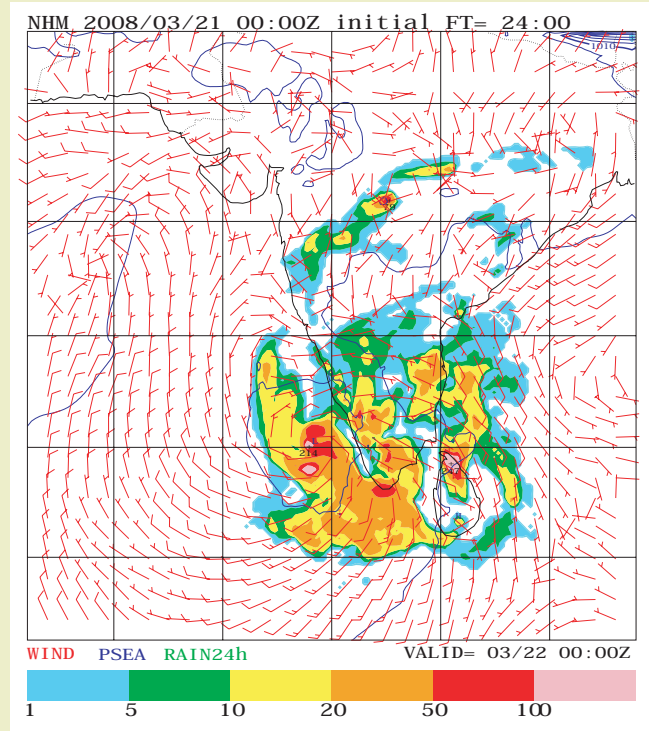 NHM 2008/03/21 00:00Z initial FT= 24:00
1010
211
WIND PSEA RAIN24h VALID= 03/22 00:00Z
1 5 10 20 50 100